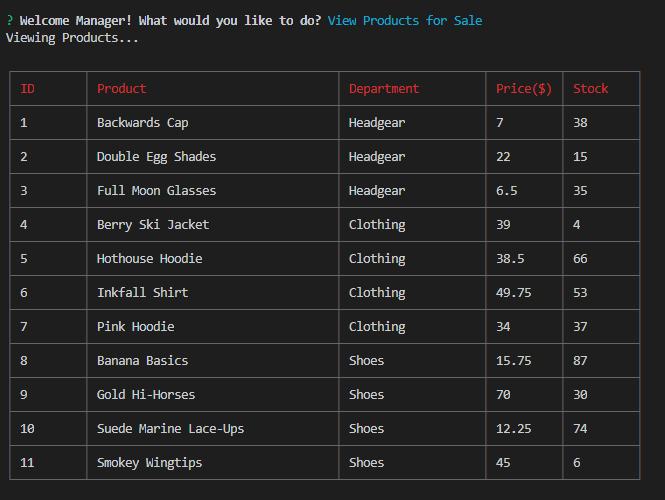 ? Welcome Manager! What would you like to do? View Products for Sale
Viewing Products...
ID Product Department Price($) Stock
1 Backwards Cap Headgear 7 38
2 Double Egg Shades Headgear 22 15
3 Full Moon Glasses Headgear 6.5 35
4 Berry Ski Jacket Clothing 39 4
5 Hothouse Hoodie Clothing 38.5 66
6 Inkfall Shirt Clothing 49.75 53
7 Pink Hoodie Clothing 34 37
8 Banana Basics Shoes 15.75 87
9 Gold Hi-Horses Shoes 70 30
10 Suede Marine Lace-Ups Shoes 12.25 74
11 Smokey Wingtips Shoes 45 6